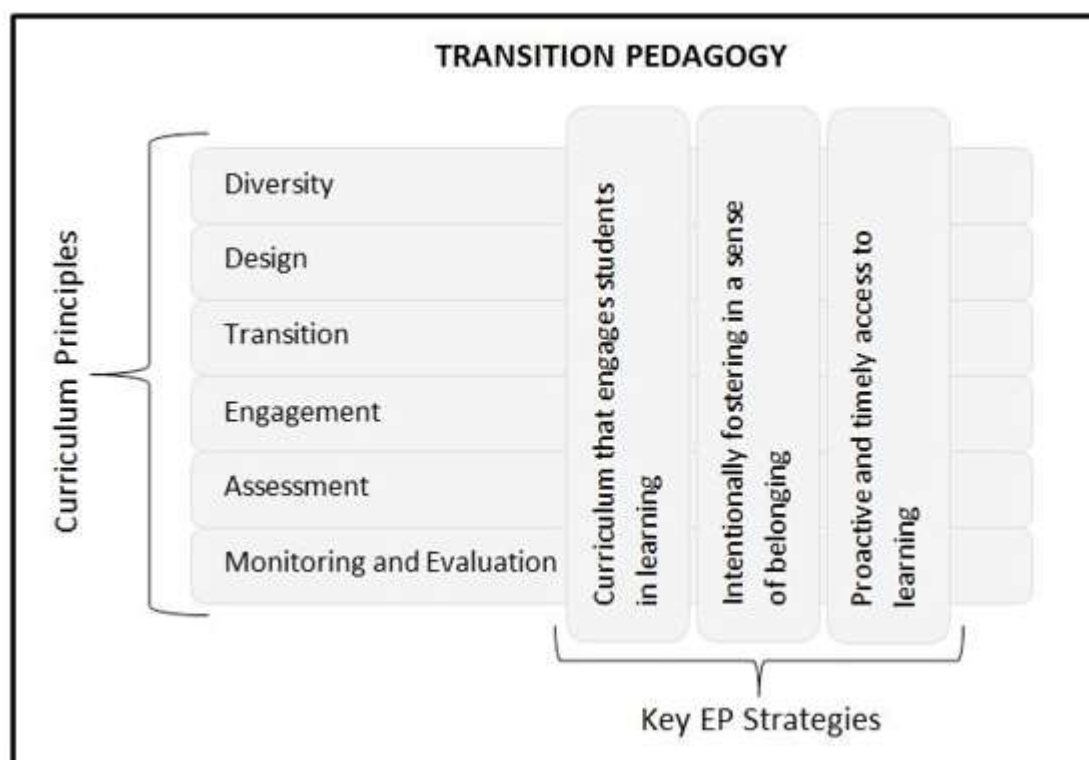 TRANSITION PEDAGOGY
Curriculum Principles
Diversity
Design
Transition
Engagement
Assessment
Monitoring and Evaluation
Curriculum that engages students
in learning
Intentionally fostering in a sense
of belonging
Proactive and timely access to
learning
Key EP Strategies